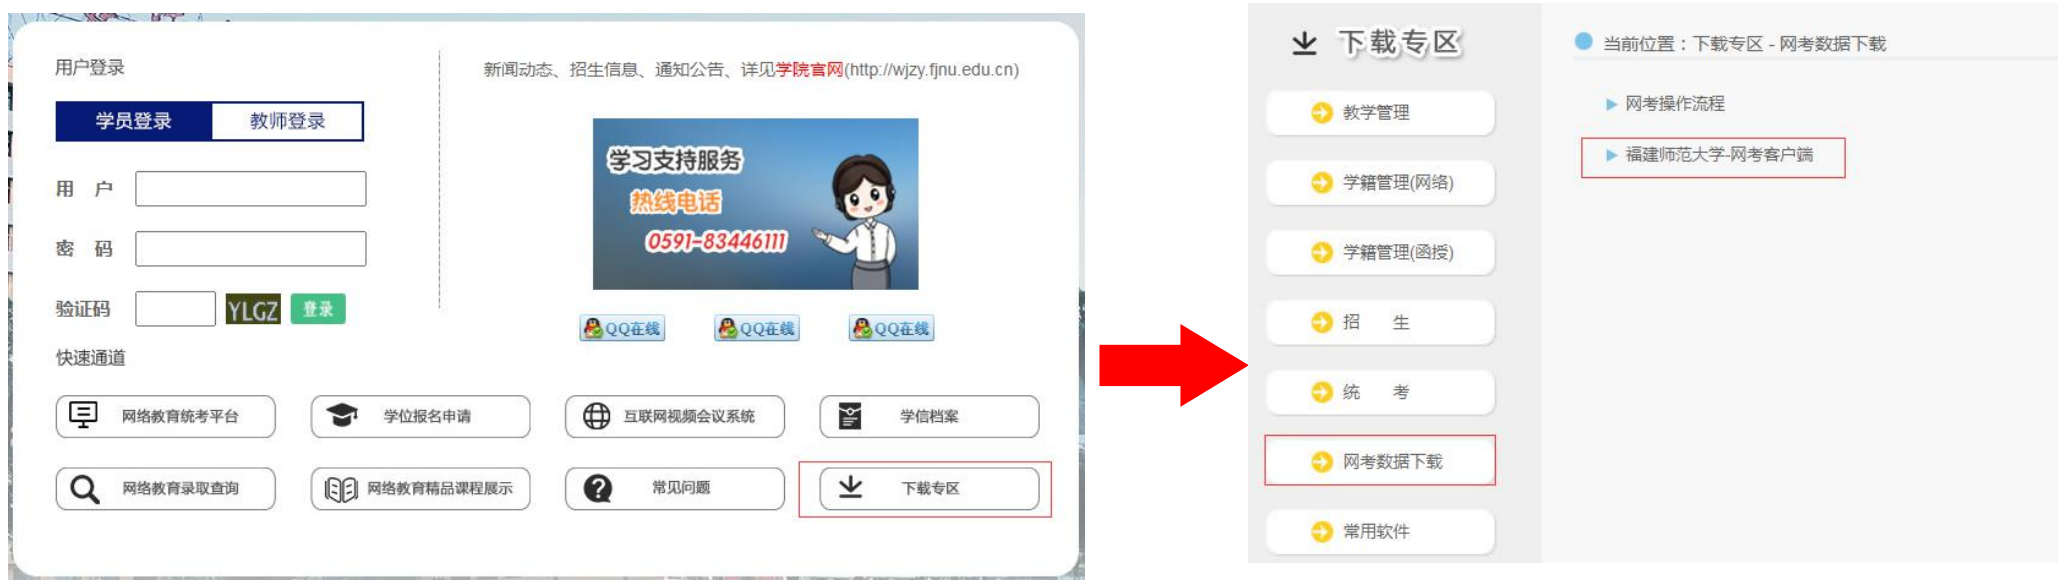 用户登录
学员登录 教师登录
用 户
密 码
验证码 YLGZ 登录
新闻动态、招生信息、通知公告、详见学院官网(http://wjzy.fjnu.edu.cn)
学习支持服务
热线电话
0591-83446111
QQ在线 QQ在线 QQ在线
快速通道
网络教育统考平台 学位报名申请 互联网视频会议系统 学信档案
网络教育录取查询 网络教育精品课程展示 常见问题 下载专区
下载专区
教学管理
学籍管理(网络)
学籍管理(函授)
招 生
统 考
网考数据下载
常用软件
当前位置：下载专区 - 网考数据下载
网考操作流程
福建师范大学-网考客户端